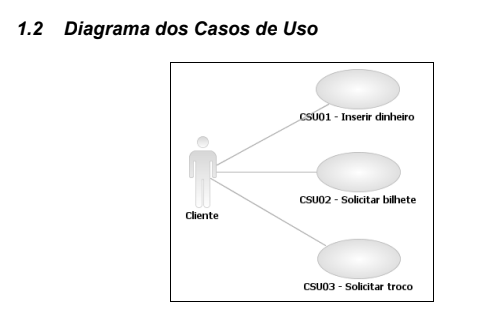 1.2 Diagrama dos Casos de Uso
CSU01 - Inserir dinheiro
CSU02 - Solicitar bilhete
Cliente
CSU03 - Solicitar troco